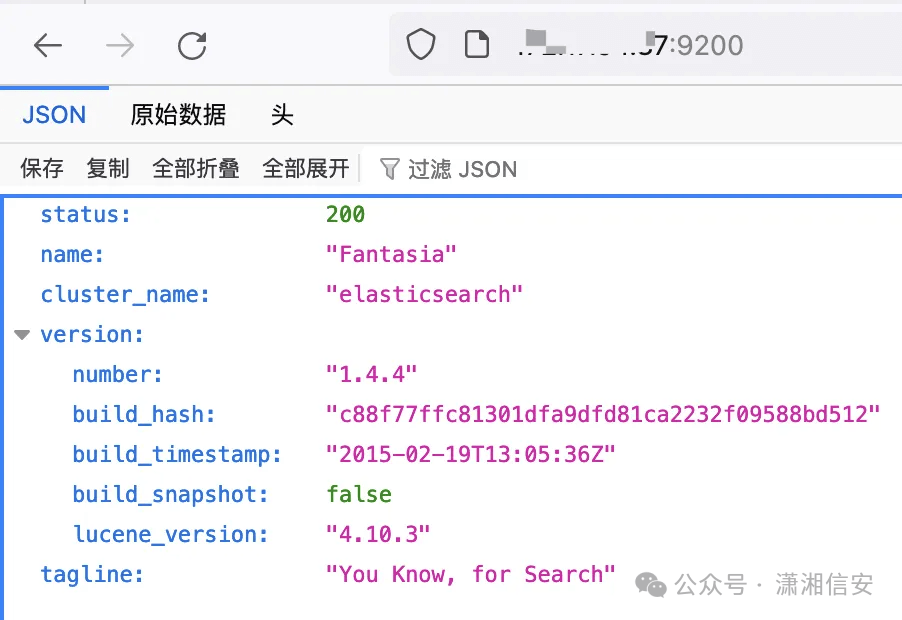 7:9200
JSON 原始数据 头
保存 复制 全部折叠 全部展开 过滤 JSON
status: 200
name: "Fantasia"
cluster_name: "elasticsearch"
version:
number: "1.4.4"
build_hash: "c88f77ffc81301dfa9dfd81ca2232f09588bd512"
build_timestamp: "2015-02-19T13:05:36Z"
build_snapshot: false
lucene_version: "4.10.3"
tagline: "You Know, for Search"
公众号 · 潇湘信安